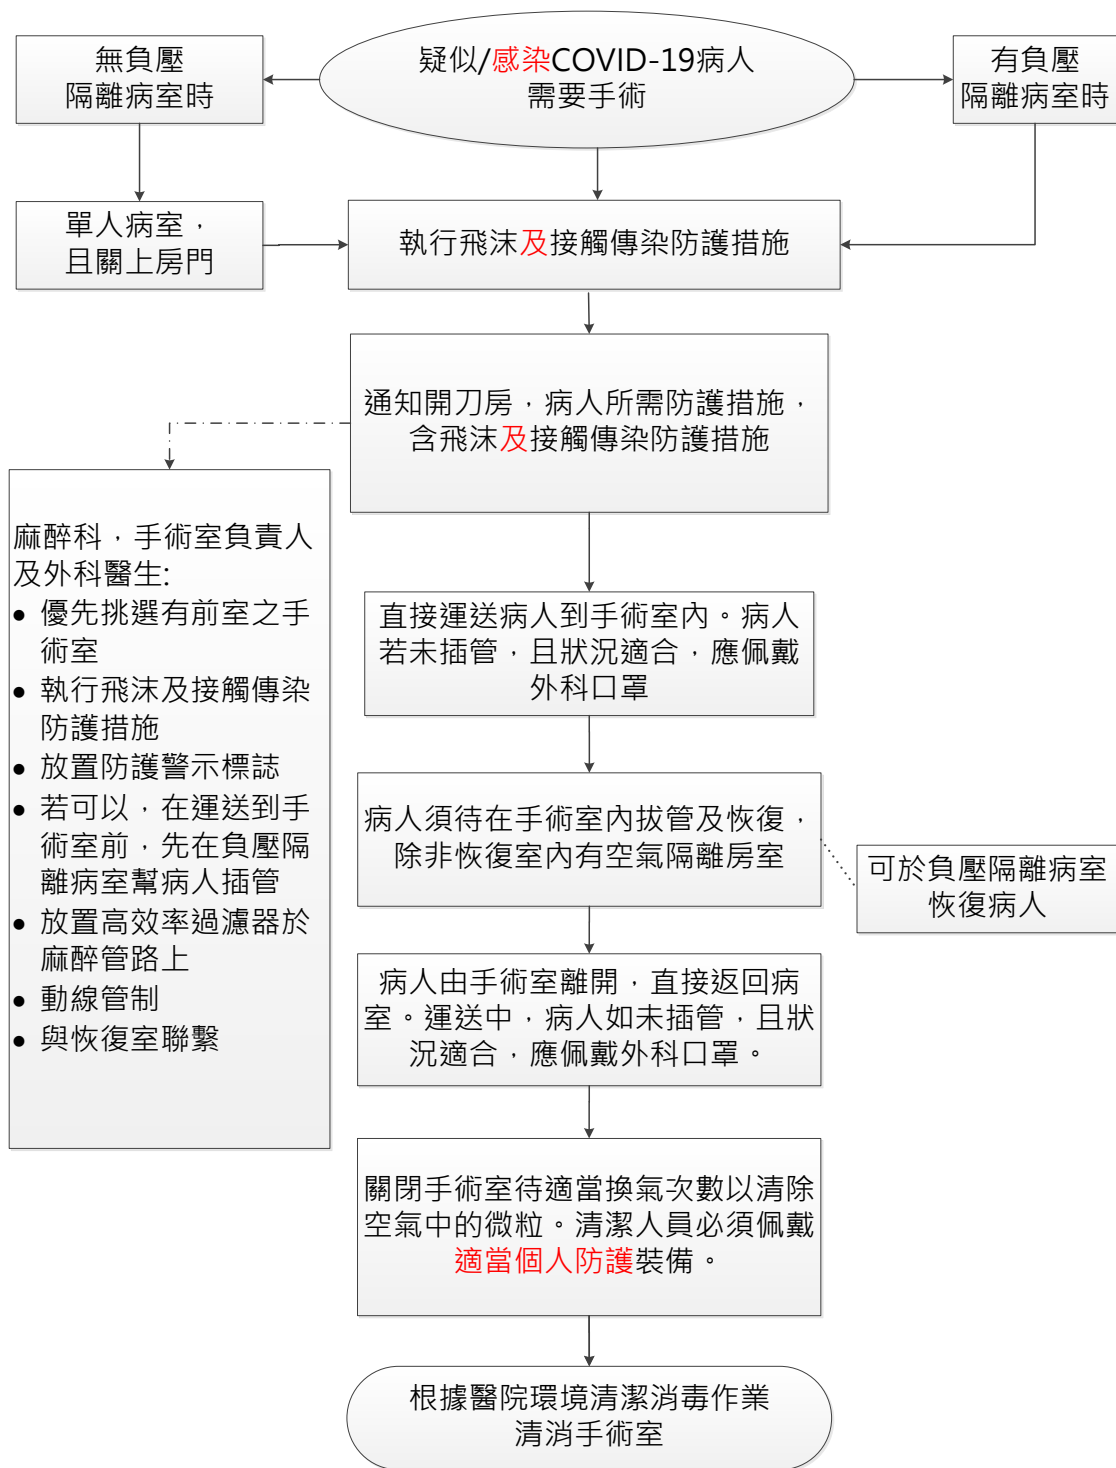 疑似/感染COVID-19病人
需要手術
無負壓
隔離病室時
有負壓
隔離病室時
單人病室，
且關上房門
執行飛沫及接觸傳染防護措施
通知開刀房，病人所需防護措施，
含飛沫及接觸傳染防護措施
麻醉科，手術室負責人
及外科醫生:
• 優先挑選有前室之手
術室
• 執行飛沫及接觸傳染
防護措施
• 放置防護警示標誌
• 若可以，在運送到手
術室前，先在負壓隔
離病室幫病人插管
• 放置高效率過濾器於
麻醉管路上
• 動線管制
• 與恢復室聯繫
直接運送病人到手術室內。病人
若未插管，且狀況適合，應佩戴
外科口罩
病人須待在手術室內拔管及恢復，
除非恢復室內有空氣隔離房室
可於負壓隔離病室
恢復病人
病人由手術室離開，直接返回病
室。運送中，病人如未插管，且狀
況適合，應佩戴外科口罩。
關閉手術室待適當換氣次數以清除
空氣中的微粒。清潔人員必須佩戴
適當個人防護裝備。
根據醫院環境清潔消毒作業
清消手術室